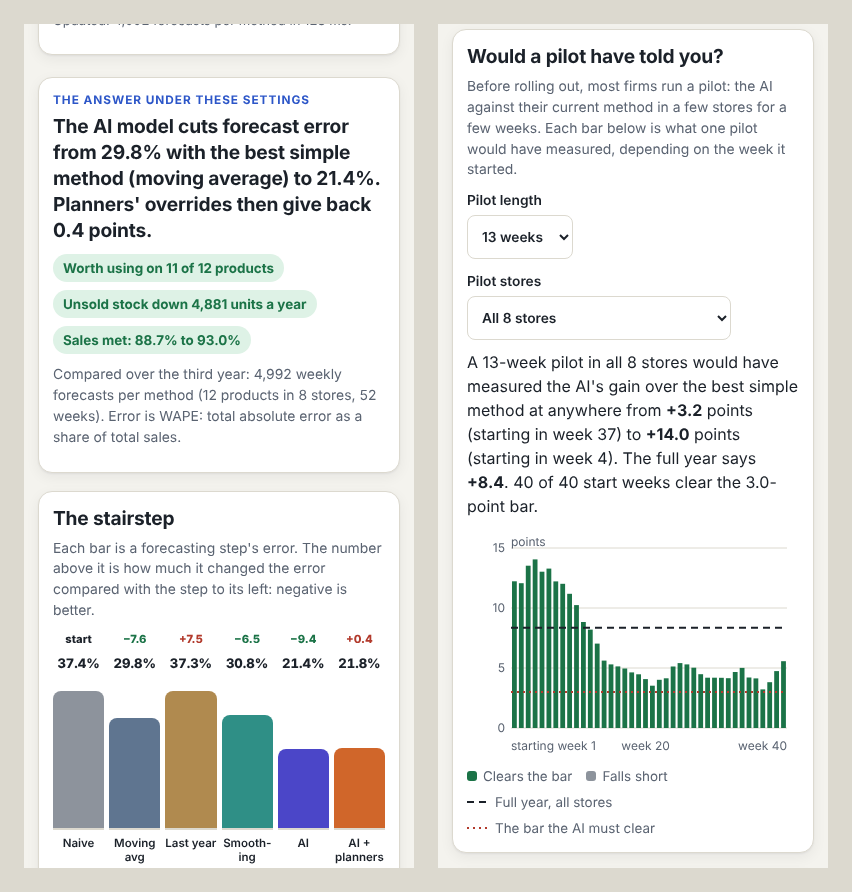 THE ANSWER UNDER THESE SETTINGS
The AI model cuts forecast error
from 29.8% with the best simple
method (moving average) to 21.4%.
Planners' overrides then give back
0.4 points.
Worth using on 11 of 12 products
Unsold stock down 4,881 units a year
Sales met: 88.7% to 93.0%
Compared over the third year: 4,992 weekly
forecasts per method (12 products in 8 stores, 52
weeks). Error is WAPE: total absolute error as a
share of total sales.
The stairstep
Each bar is a forecasting step's error. The number
above it is how much it changed the error
compared with the step to its left: negative is
better.
start −7.6 +7.5 −6.5 −9.4 +0.4
37.4% 29.8% 37.3% 30.8% 21.4% 21.8%
Naive Moving Last year Smooth- AI AI +
avg ing planners
Would a pilot have told you?
Before rolling out, most firms run a pilot: the AI
against their current method in a few stores for a
few weeks. Each bar below is what one pilot
would have measured, depending on the week it
started.
Pilot length
13 weeks
Pilot stores
All 8 stores
A 13-week pilot in all 8 stores would have
measured the AI's gain over the best simple
method at anywhere from +3.2 points
(starting in week 37) to +14.0 points
(starting in week 4). The full year says
+8.4. 40 of 40 start weeks clear the 3.0-
point bar.
points
15
10
5
0
starting week 1 week 20 week 40
Clears the bar Falls short
Full year, all stores
The bar the AI must clear